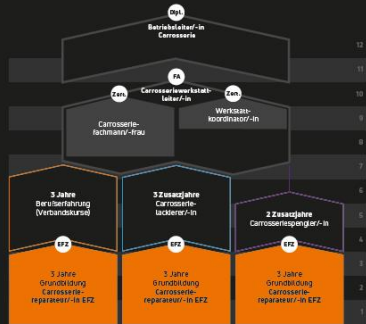 Dipl.
Betriebsleiter/-in
Carrosserie
12
11
FA
Carrosseriewerkstatt-
leiter/-in
Zert.
Zert.
10
Carrosserie-
fachmann/-frau
Werkstatt-
koordinator/-in
9
8
7
3 Jahre
Berufserfahrung
(Verbandskurse)
3 Zusatzjahre
Carrosserie-
lackierer/-in
2 Zusatzjahre
Carrosseriespengler/-in
6
5
4
EFZ
EFZ
EFZ
3 Jahre
Grundbildung
Carrosserie-
reparateur/-in EFZ
3 Jahre
Grundbildung
Carrosserie-
reparateur/-in EFZ
3 Jahre
Grundbildung
Carrosserie-
reparateur/-in EFZ
3
2
1